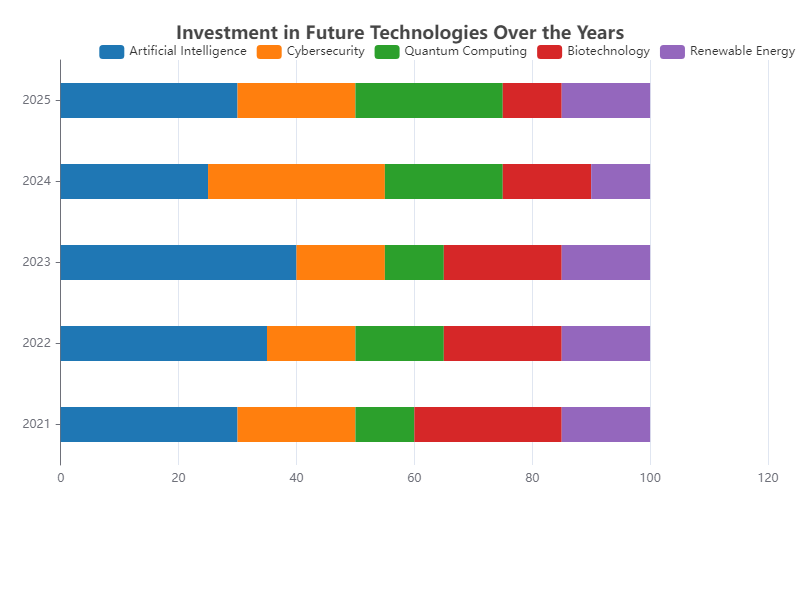 Investment in Future Technologies Over the Years
Artificial Intelligence Cybersecurity Quantum Computing Biotechnology Renewable Energy
2025
2024
2023
2022
2021
0 20 40 60 80 100 120